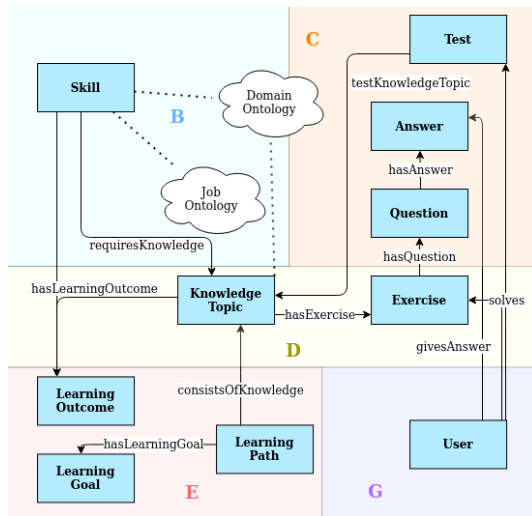 C
Test
Skill
testKnowledgeTopic
Domain
Ontology
B
Answer
hasAnswer
Job
Ontology
Question
requiresKnowledge
hasQuestion
hasLearningOutcome
Knowledge
Topic
Exercise
solves
hasExercise
D
givesAnswer
Learning
Outcome
consistsOfKnowledge
hasLearningGoal
Learning
Path
User
Learning
Goal
E
G